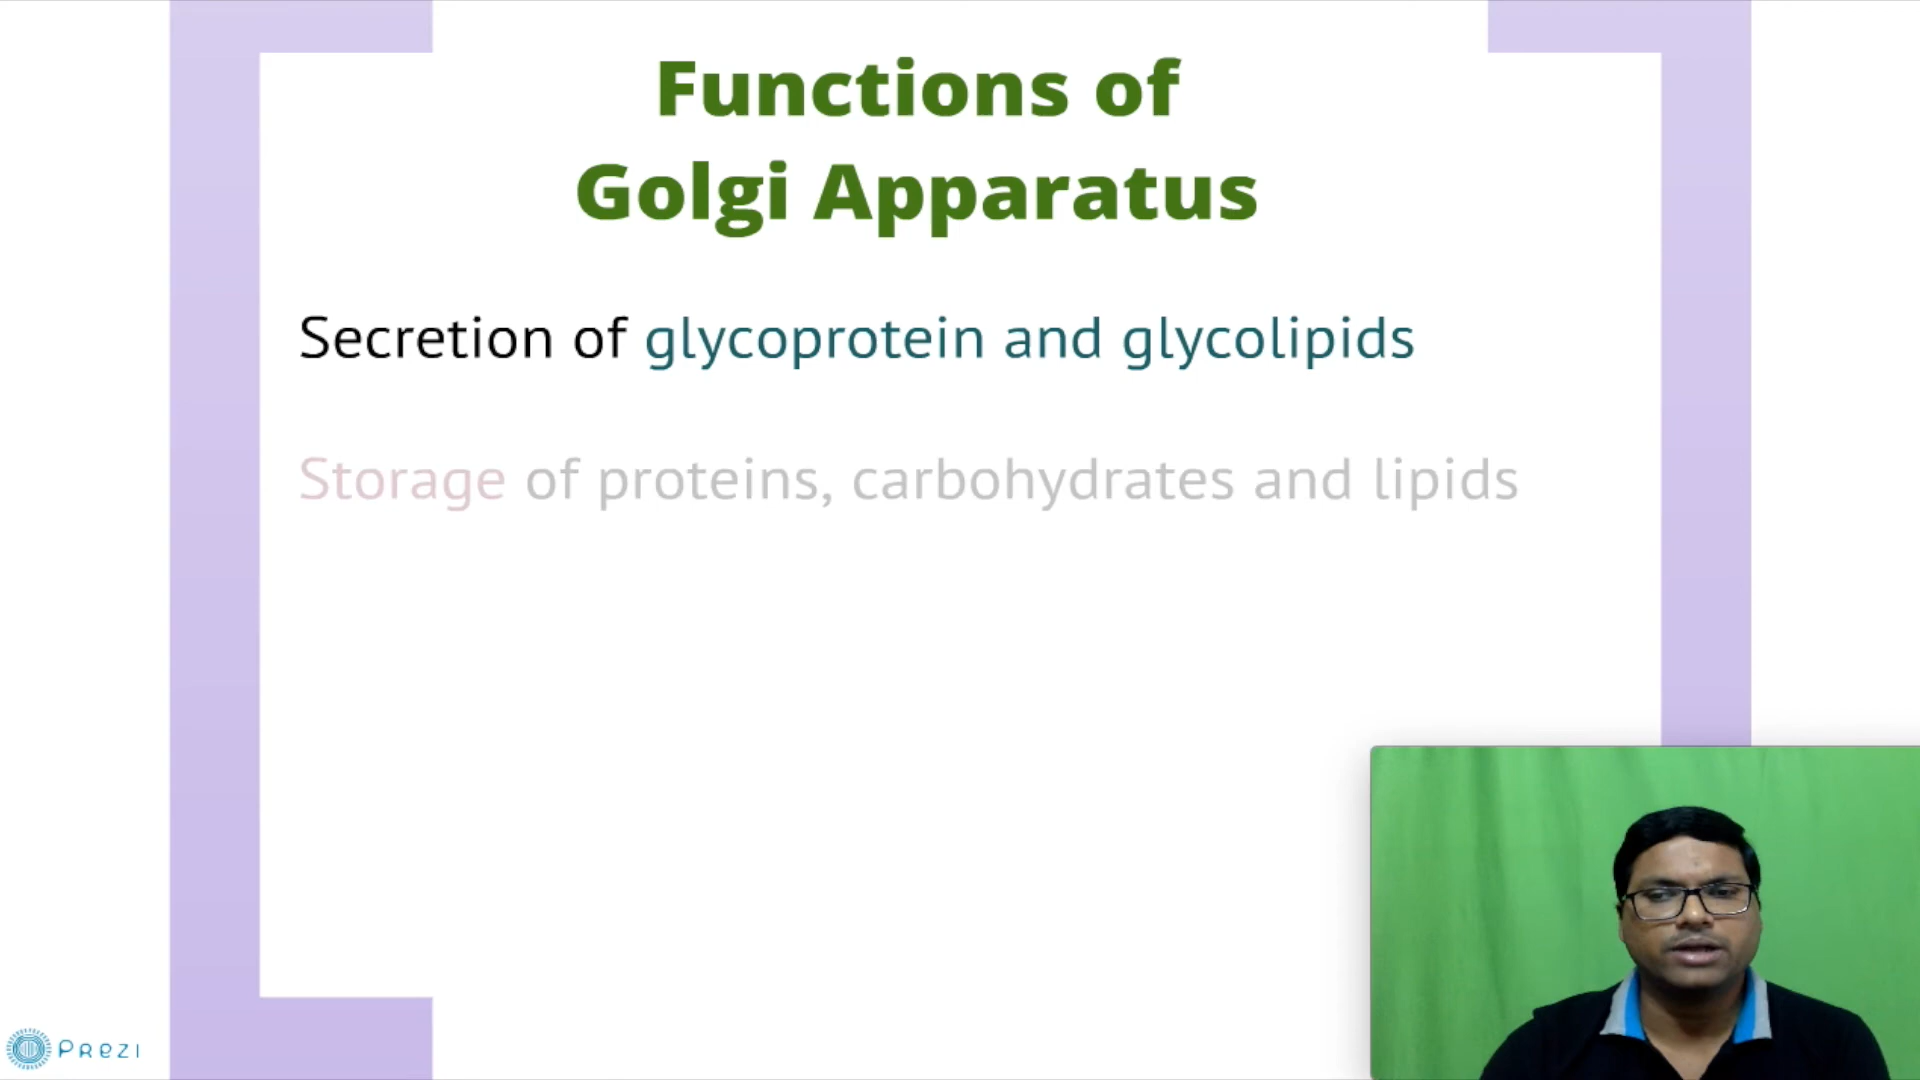 Functions of
Golgi Apparatus
Secretion of glycoprotein and glycolipids
Storage of proteins, carbohydrates and lipids
Prezi